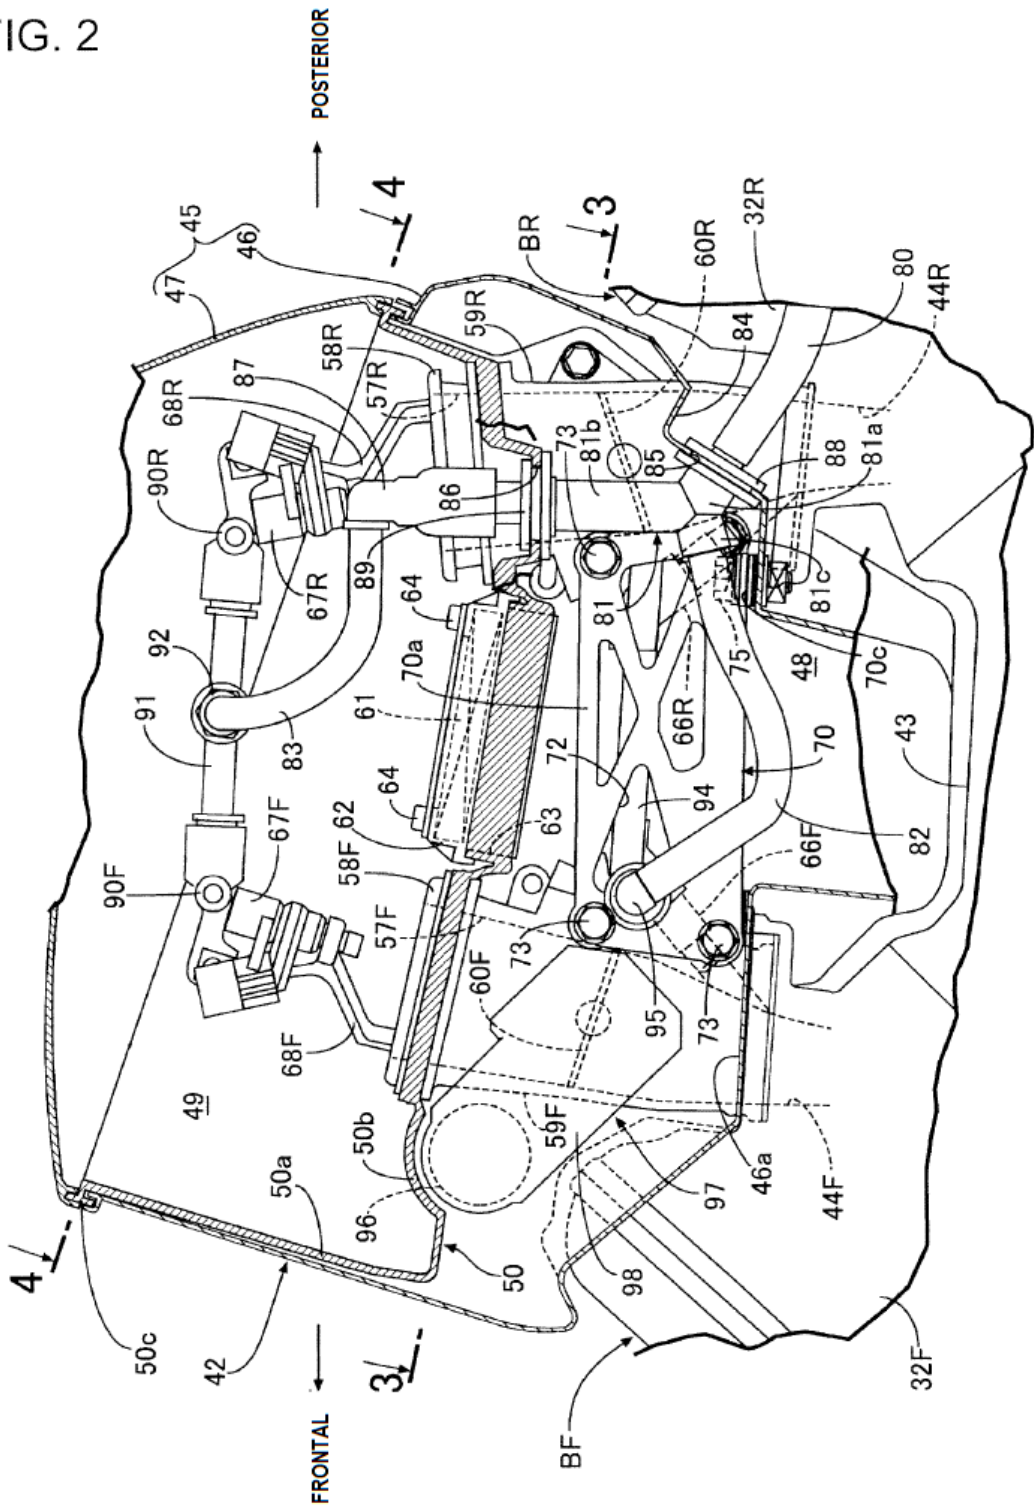 FIG. 2
POSTERIOR
FRONTAL
4
3
4
3
45
47
46
BR
32R
60R
80
44R
59R
84
58R
57R
87
68R
90R
81b
73
85
88
81a
86
89
67R
64
81
81c
92
70a
75
48
70c
91
61
66R
43
83
72
70
64
94
67F
62
63
66F
82
90F
58F
57F
73
60F
95
73
68F
49
50b
59F
46a
44F
50a
96
97
50
98
50c
42
32F
BF